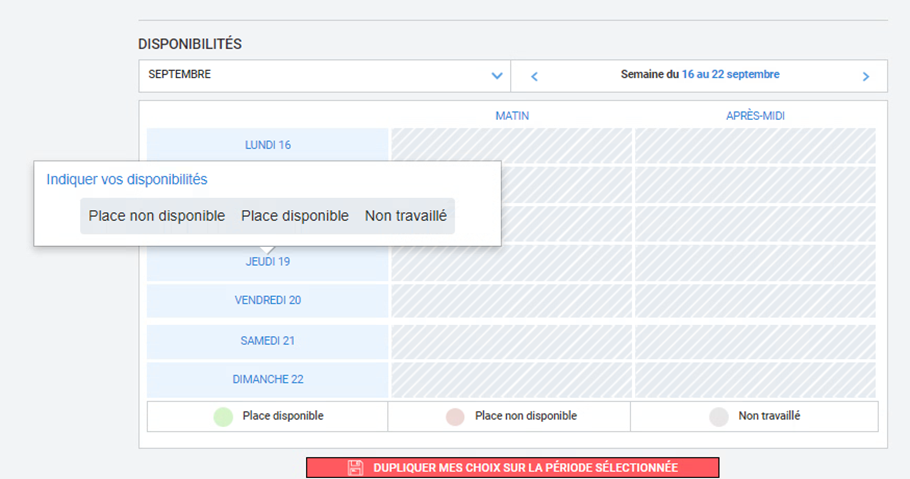 DISPONIBILITÉS
SEPTEMBRE
Semaine du 16 au 22 septembre
MATIN APRÈS-MIDI
LUNDI 16
Indiquer vos disponibilités
Place non disponible Place disponible Non travaillé
JEUDI 19
VENDREDI 20
SAMEDI 21
DIMANCHE 22
Place disponible Place non disponible Non travaillé
DUPLIQUER MES CHOIX SUR LA PÉRIODE SÉLECTIONNÉE